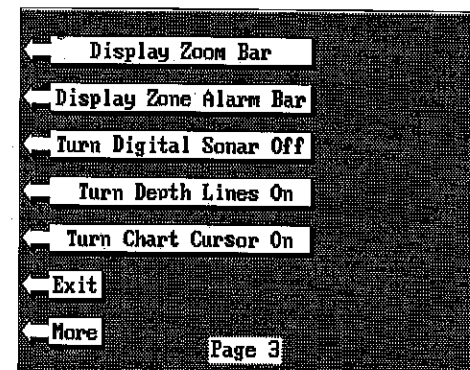 Display Zoom Bar
Display Zone Alarm Bar
Turn Digital Sonar Off
Turn Depth Lines On
Turn Chart Cursor On
Exit
More
Page 3